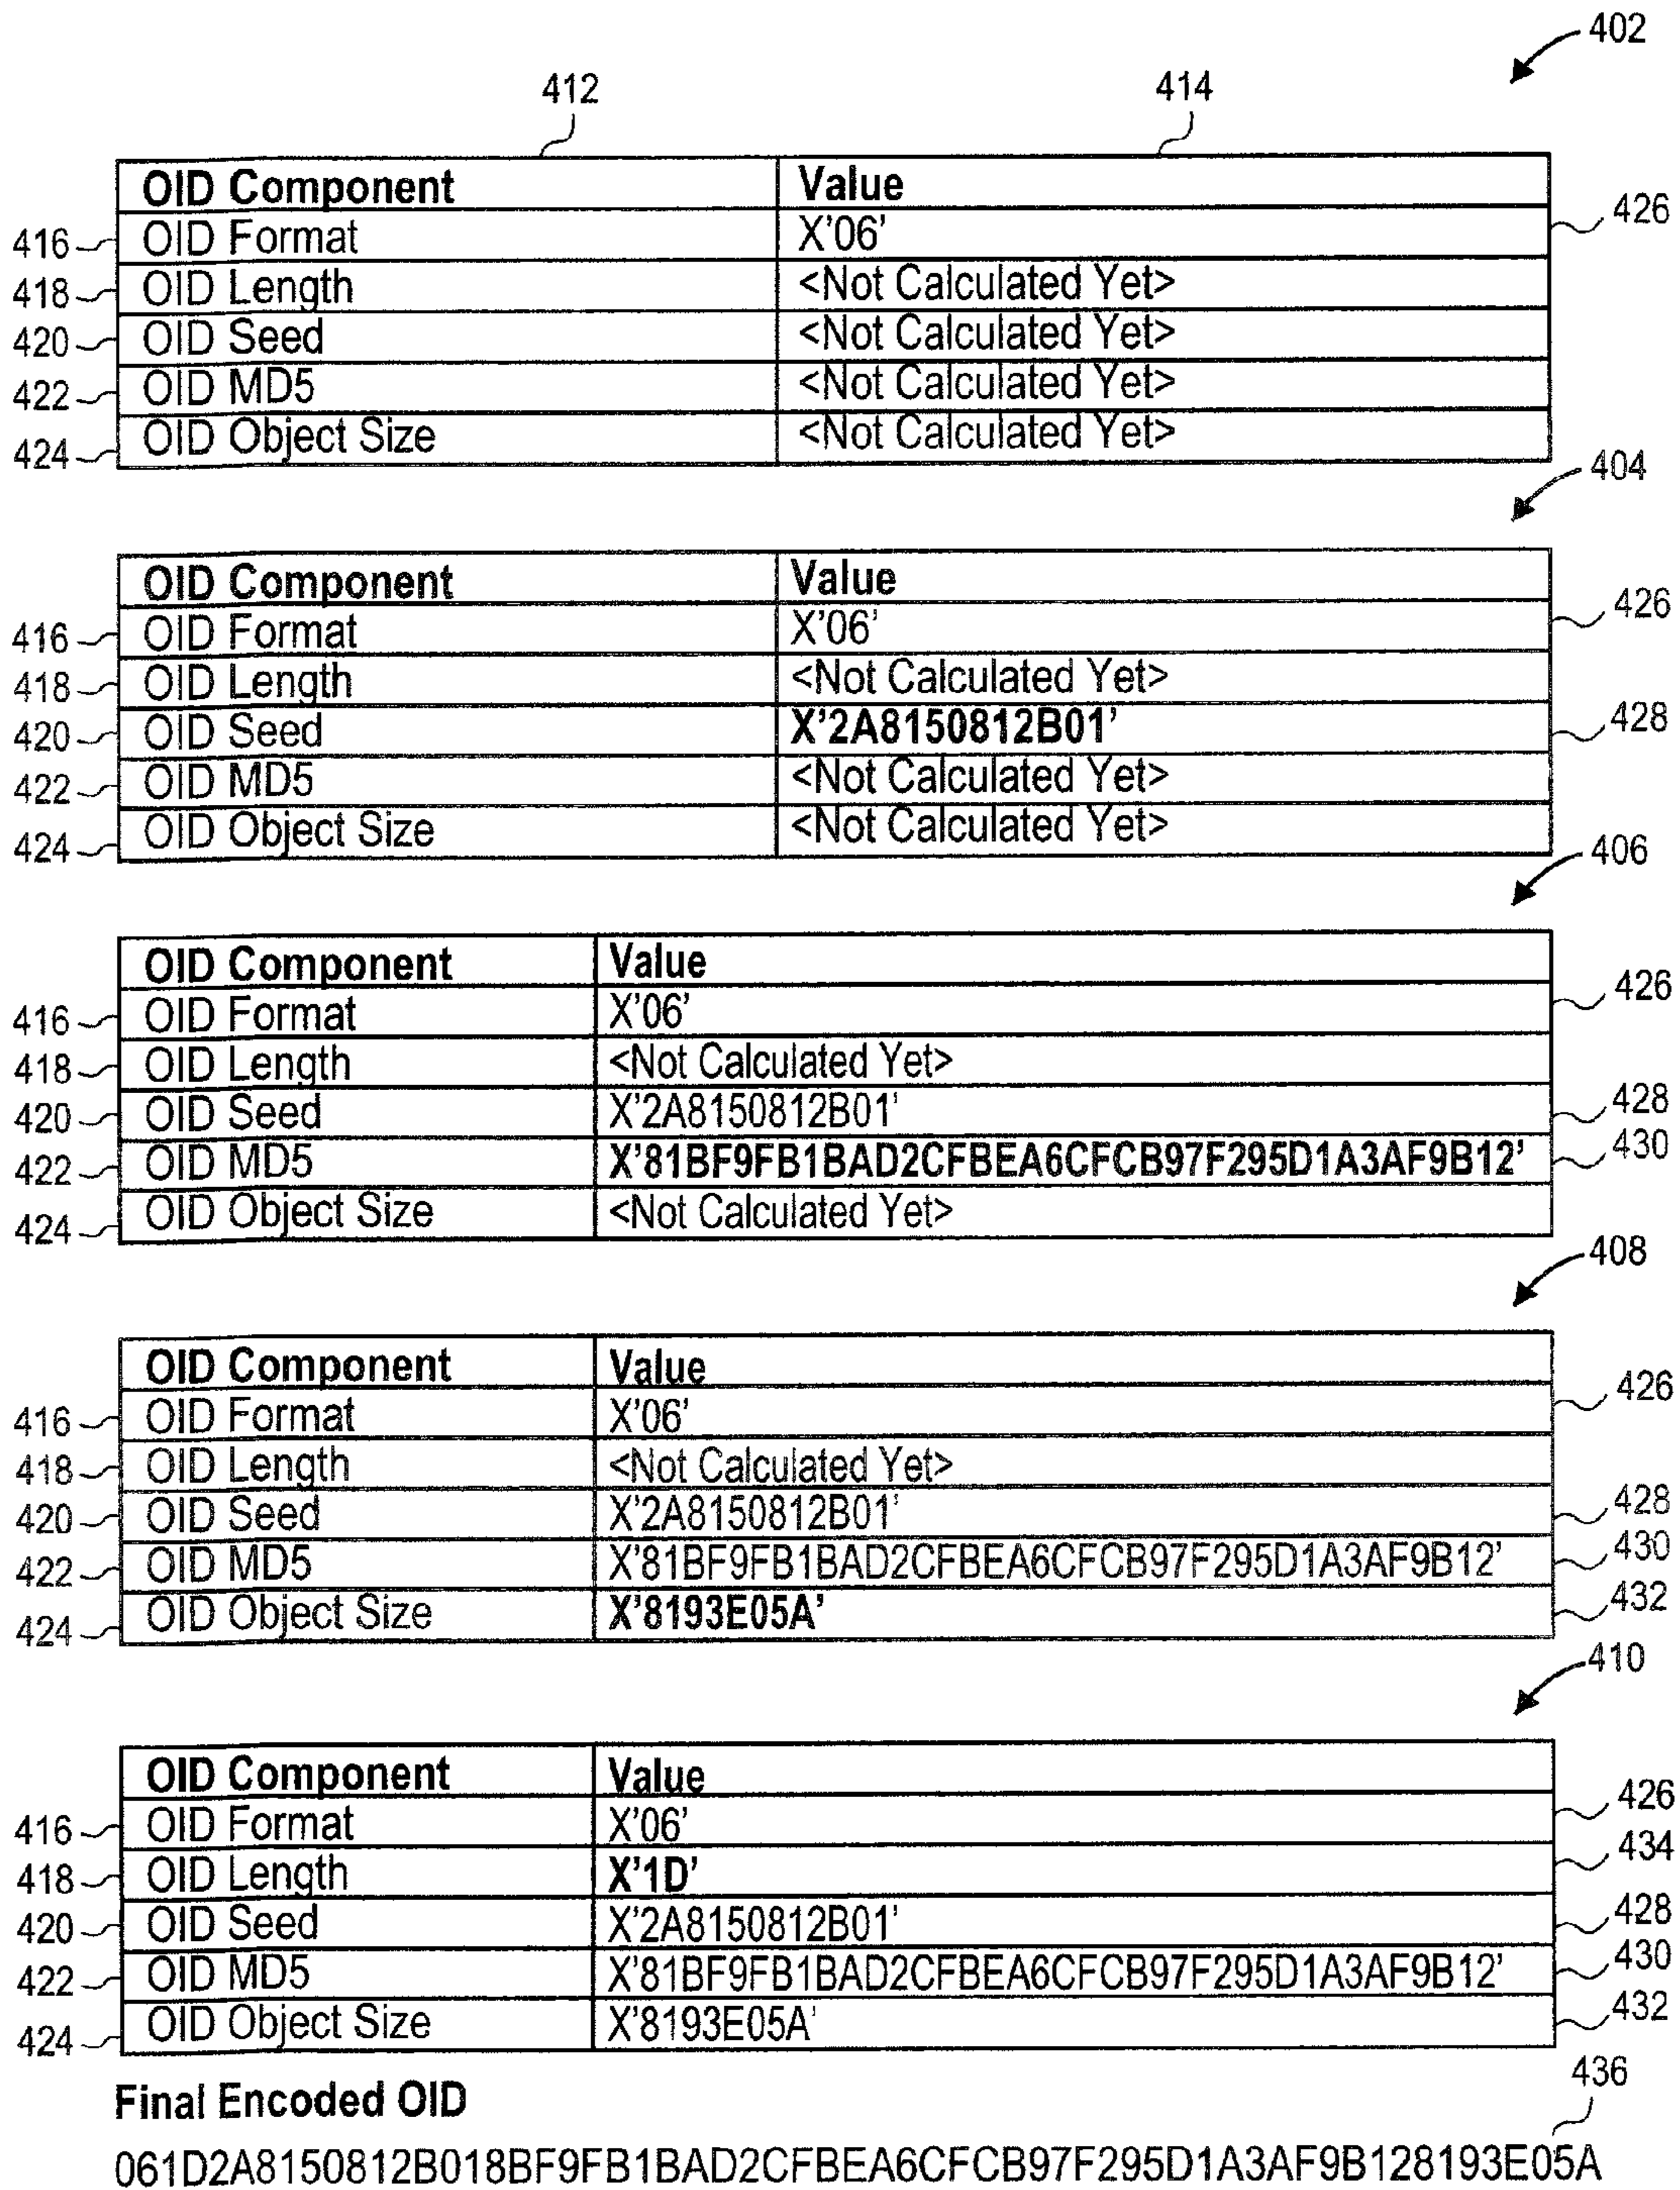 402
412 414
OID Component Value
416 OID Format X'06' 426
418 OID Length <Not Calculated Yet>
420 OID Seed <Not Calculated Yet>
422 OID MD5 <Not Calculated Yet>
424 OID Object Size <Not Calculated Yet>
404
OID Component Value
416 OID Format X'06' 426
418 OID Length <Not Calculated Yet>
420 OID Seed X'2A8150812B01' 428
422 OID MD5 <Not Calculated Yet>
424 OID Object Size <Not Calculated Yet>
406
OID Component Value
416 OID Format X'06' 426
418 OID Length <Not Calculated Yet>
420 OID Seed X'2A8150812B01' 428
422 OID MD5 X'81BF9FB1BAD2CFBEA6CFCB97F295D1A3AF9B12' 430
424 OID Object Size <Not Calculated Yet>
408
OID Component Value
416 OID Format X'06' 426
418 OID Length <Not Calculated Yet>
420 OID Seed X'2A8150812B01' 428
422 OID MD5 X'81BF9FB1BAD2CFBEA6CFCB97F295D1A3AF9B12' 430
424 OID Object Size X'8193E05A' 432
410
OID Component Value
416 OID Format X'06' 426
418 OID Length X'1D' 434
420 OID Seed X'2A8150812B01' 428
422 OID MD5 X'81BF9FB1BAD2CFBEA6CFCB97F295D1A3AF9B12' 430
424 OID Object Size X'8193E05A' 432
Final Encoded OID 436
061D2A8150812B018BF9FB1BAD2CFBEA6CFCB97F295D1A3AF9B128193E05A